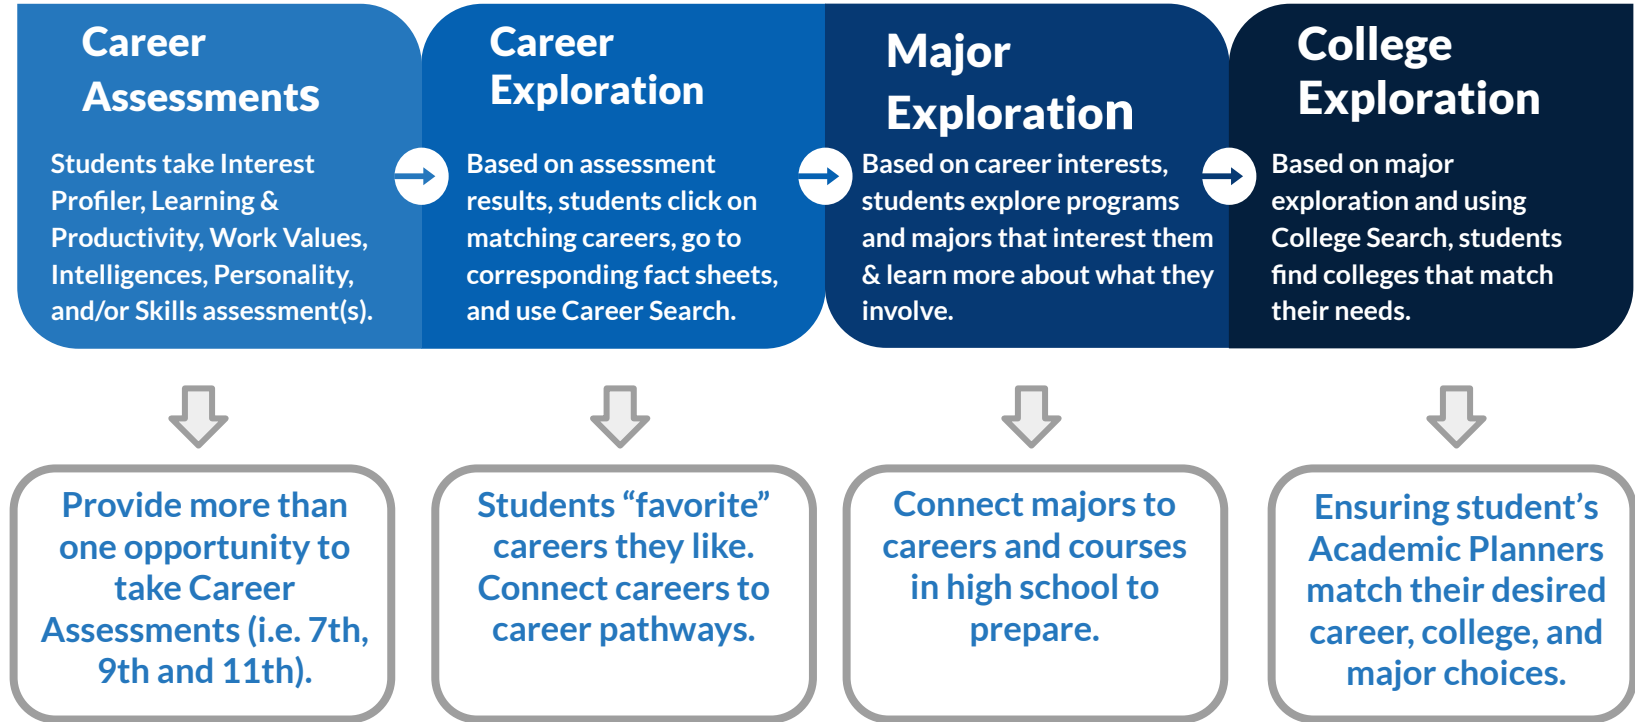 Career
Assessments
Students take Interest
Profiler, Learning &
Productivity, Work Values,
Intelligences, Personality,
and/or Skills assessment(s).
Career
Exploration
Based on assessment
results, students click on
matching careers, go to
corresponding fact sheets,
and use Career Search.
Major
Exploration
Based on career interests,
students explore programs
and majors that interest them
& learn more about what they
involve.
College
Exploration
Based on major
exploration and using
College Search, students
find colleges that match
their needs.
Provide more than
one opportunity to
take Career
Assessments (i.e. 7th,
9th and 11th).
Students “favorite”
careers they like.
Connect careers to
career pathways.
Connect majors to
careers and courses
in high school to
prepare.
Ensuring student’s
Academic Planners
match their desired
career, college, and
major choices.